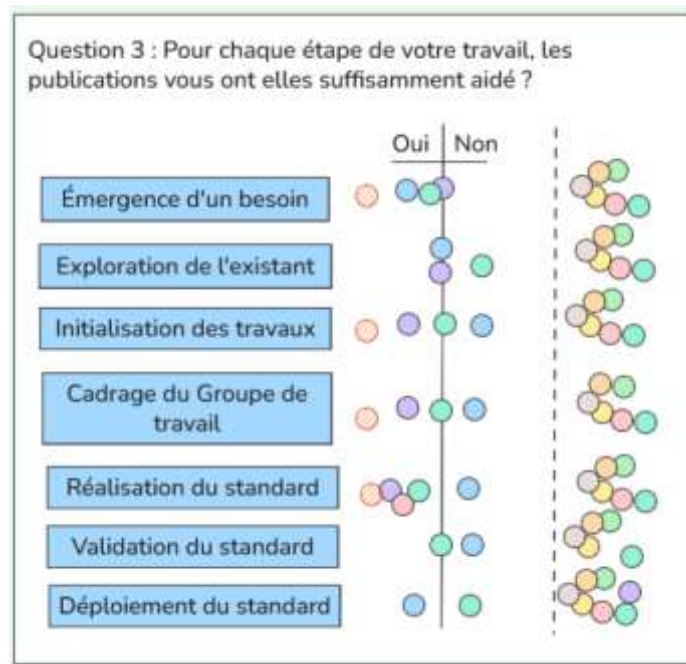 Question 3 : Pour chaque étape de votre travail, les
publications vous ont elles suffisamment aidé ?
Oui Non
Émergence d'un besoin
Exploration de l'existant
Initialisation des travaux
Cadrage du Groupe de
travail
Réalisation du standard
Validation du standard
Déploiement du standard